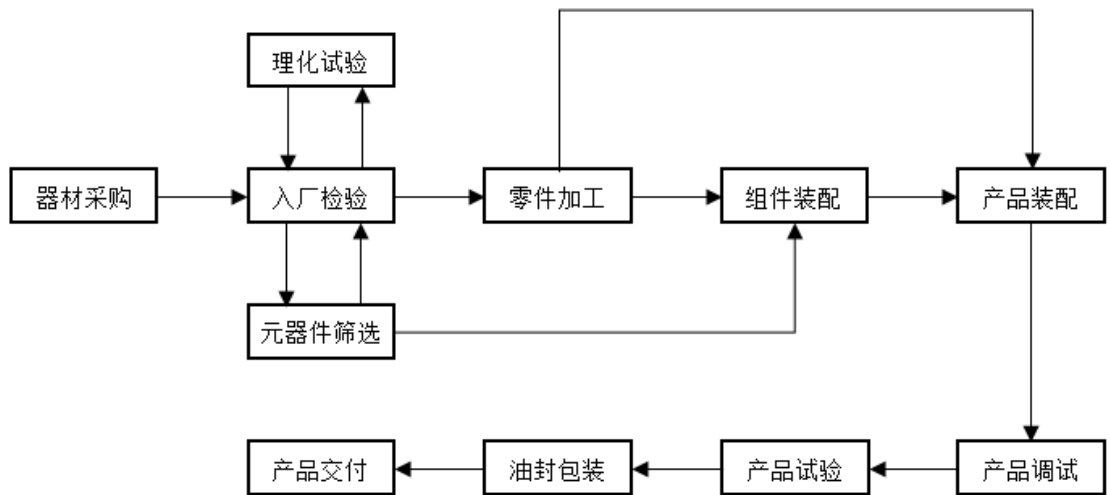 理化试验
器材采购
入厂检验
零件加工
组件装配
产品装配
元器件筛选
产品交付
油封包装
产品试验
产品调试